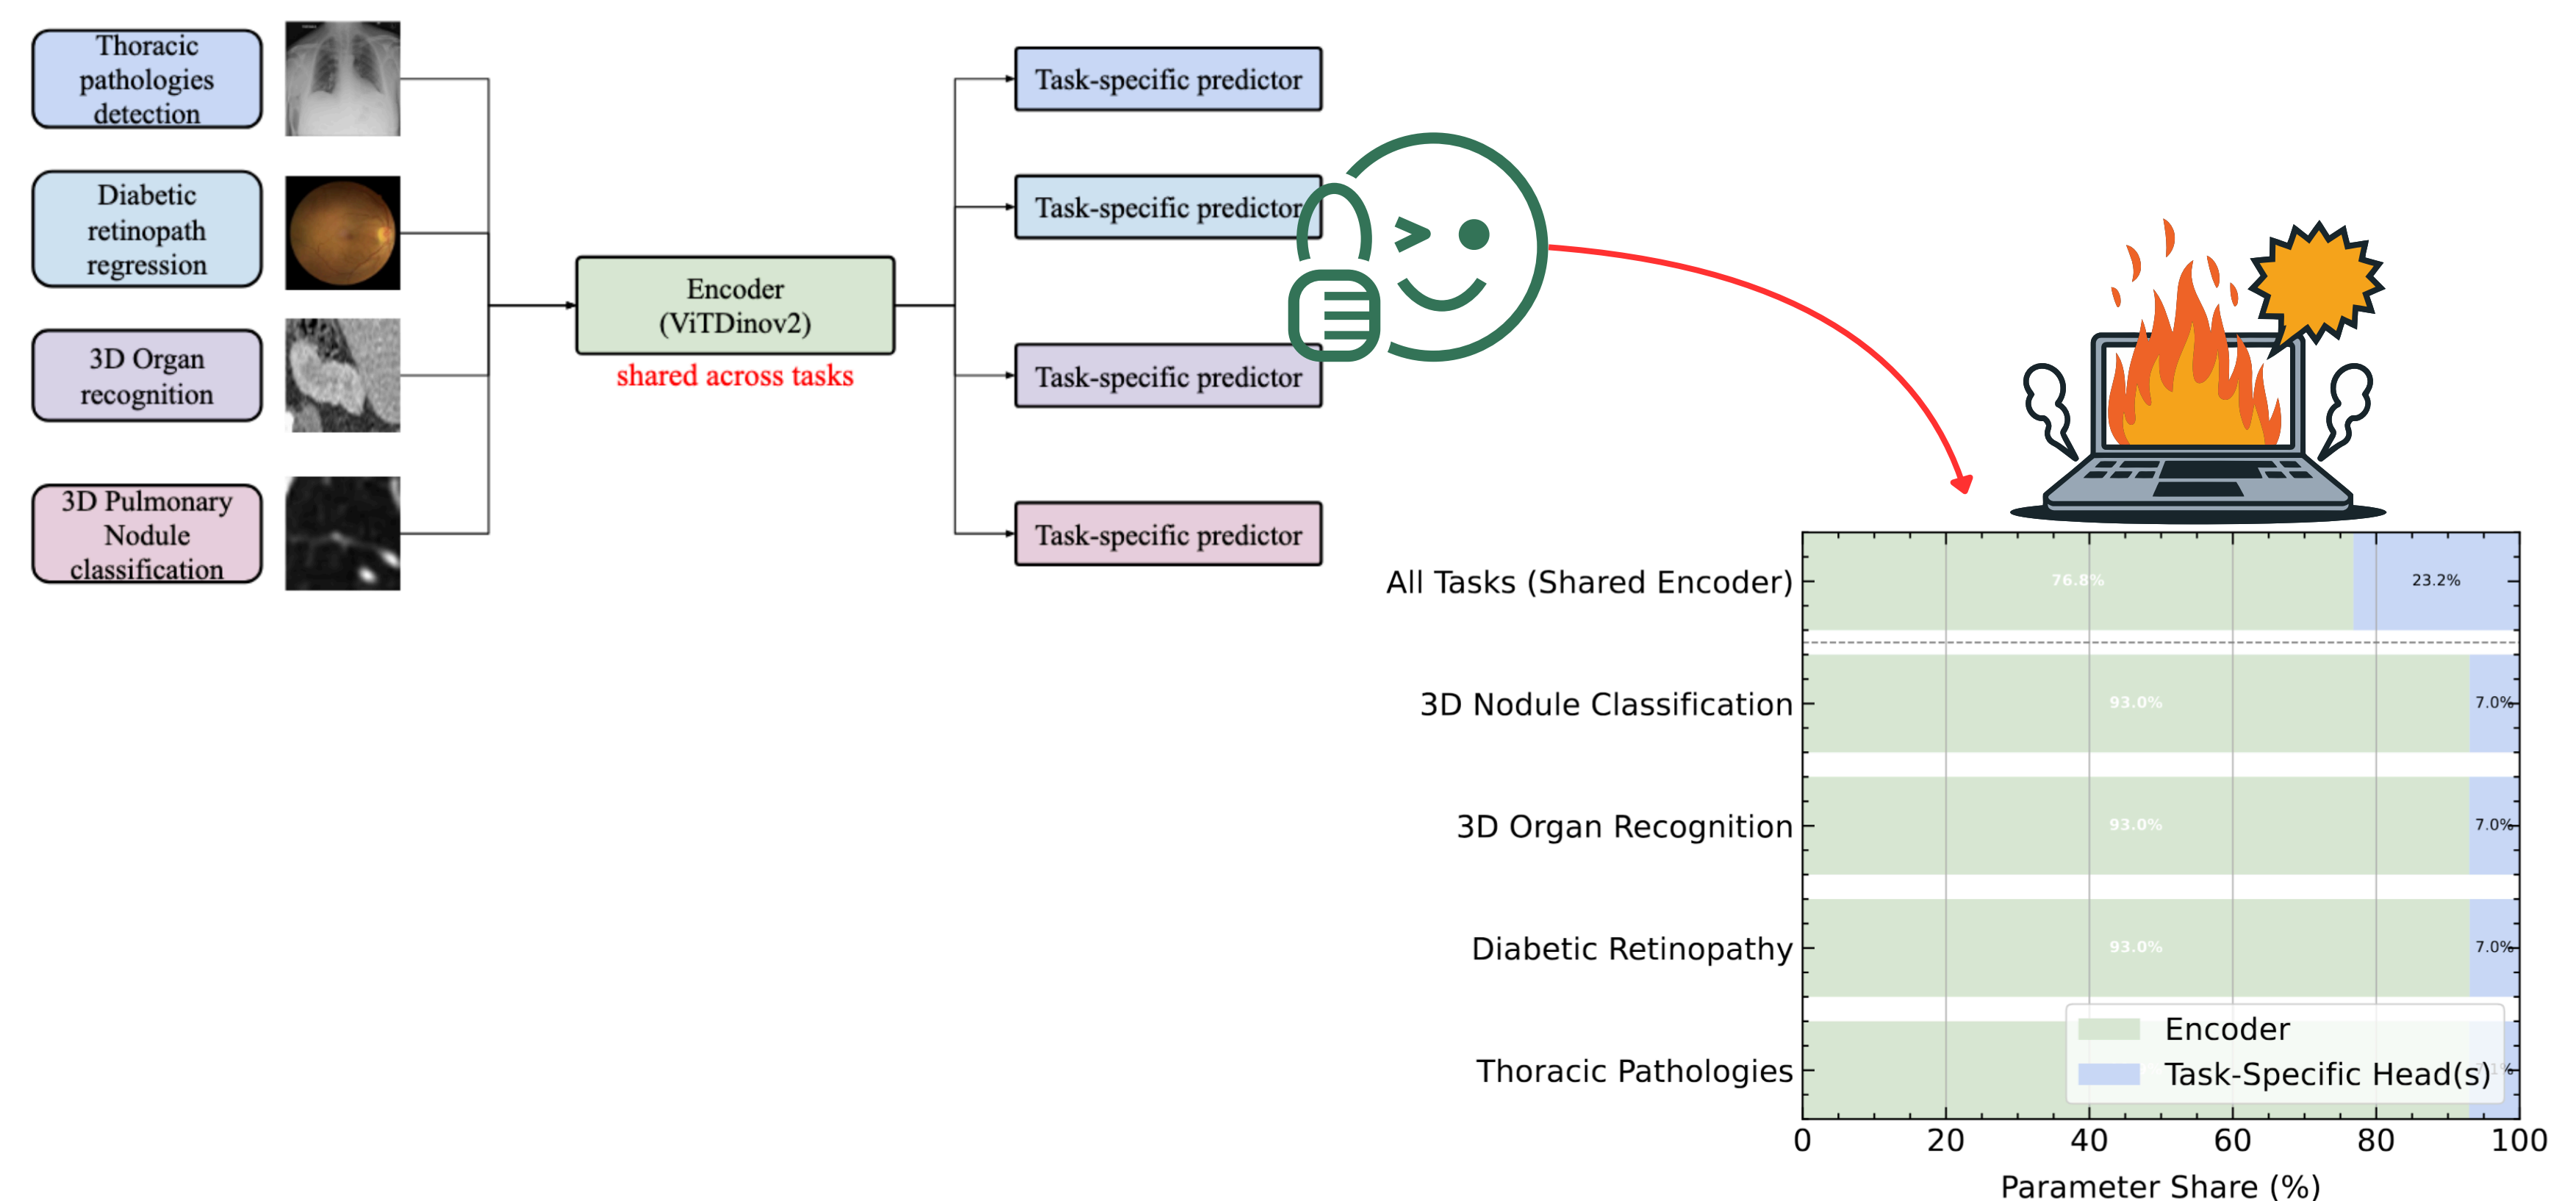 Thoracic
pathologies
detection
Diabetic
retinopath
regression
3D Organ
recognition
3D Pulmonary
Nodule
classification
Encoder
(ViTDinov2)
shared across tasks
Task-specific predictor
Task-specific predictor
Task-specific predictor
Task-specific predictor
All Tasks (Shared Encoder)
76.8%
23.2%
3D Nodule Classification
93.0%
7.0%
3D Organ Recognition
93.0%
7.0%
Diabetic Retinopathy
93.0%
7.0%
Thoracic Pathologies
Encoder
Task-Specific Head(s)
0 20 40 60 80 100
Parameter Share (%)